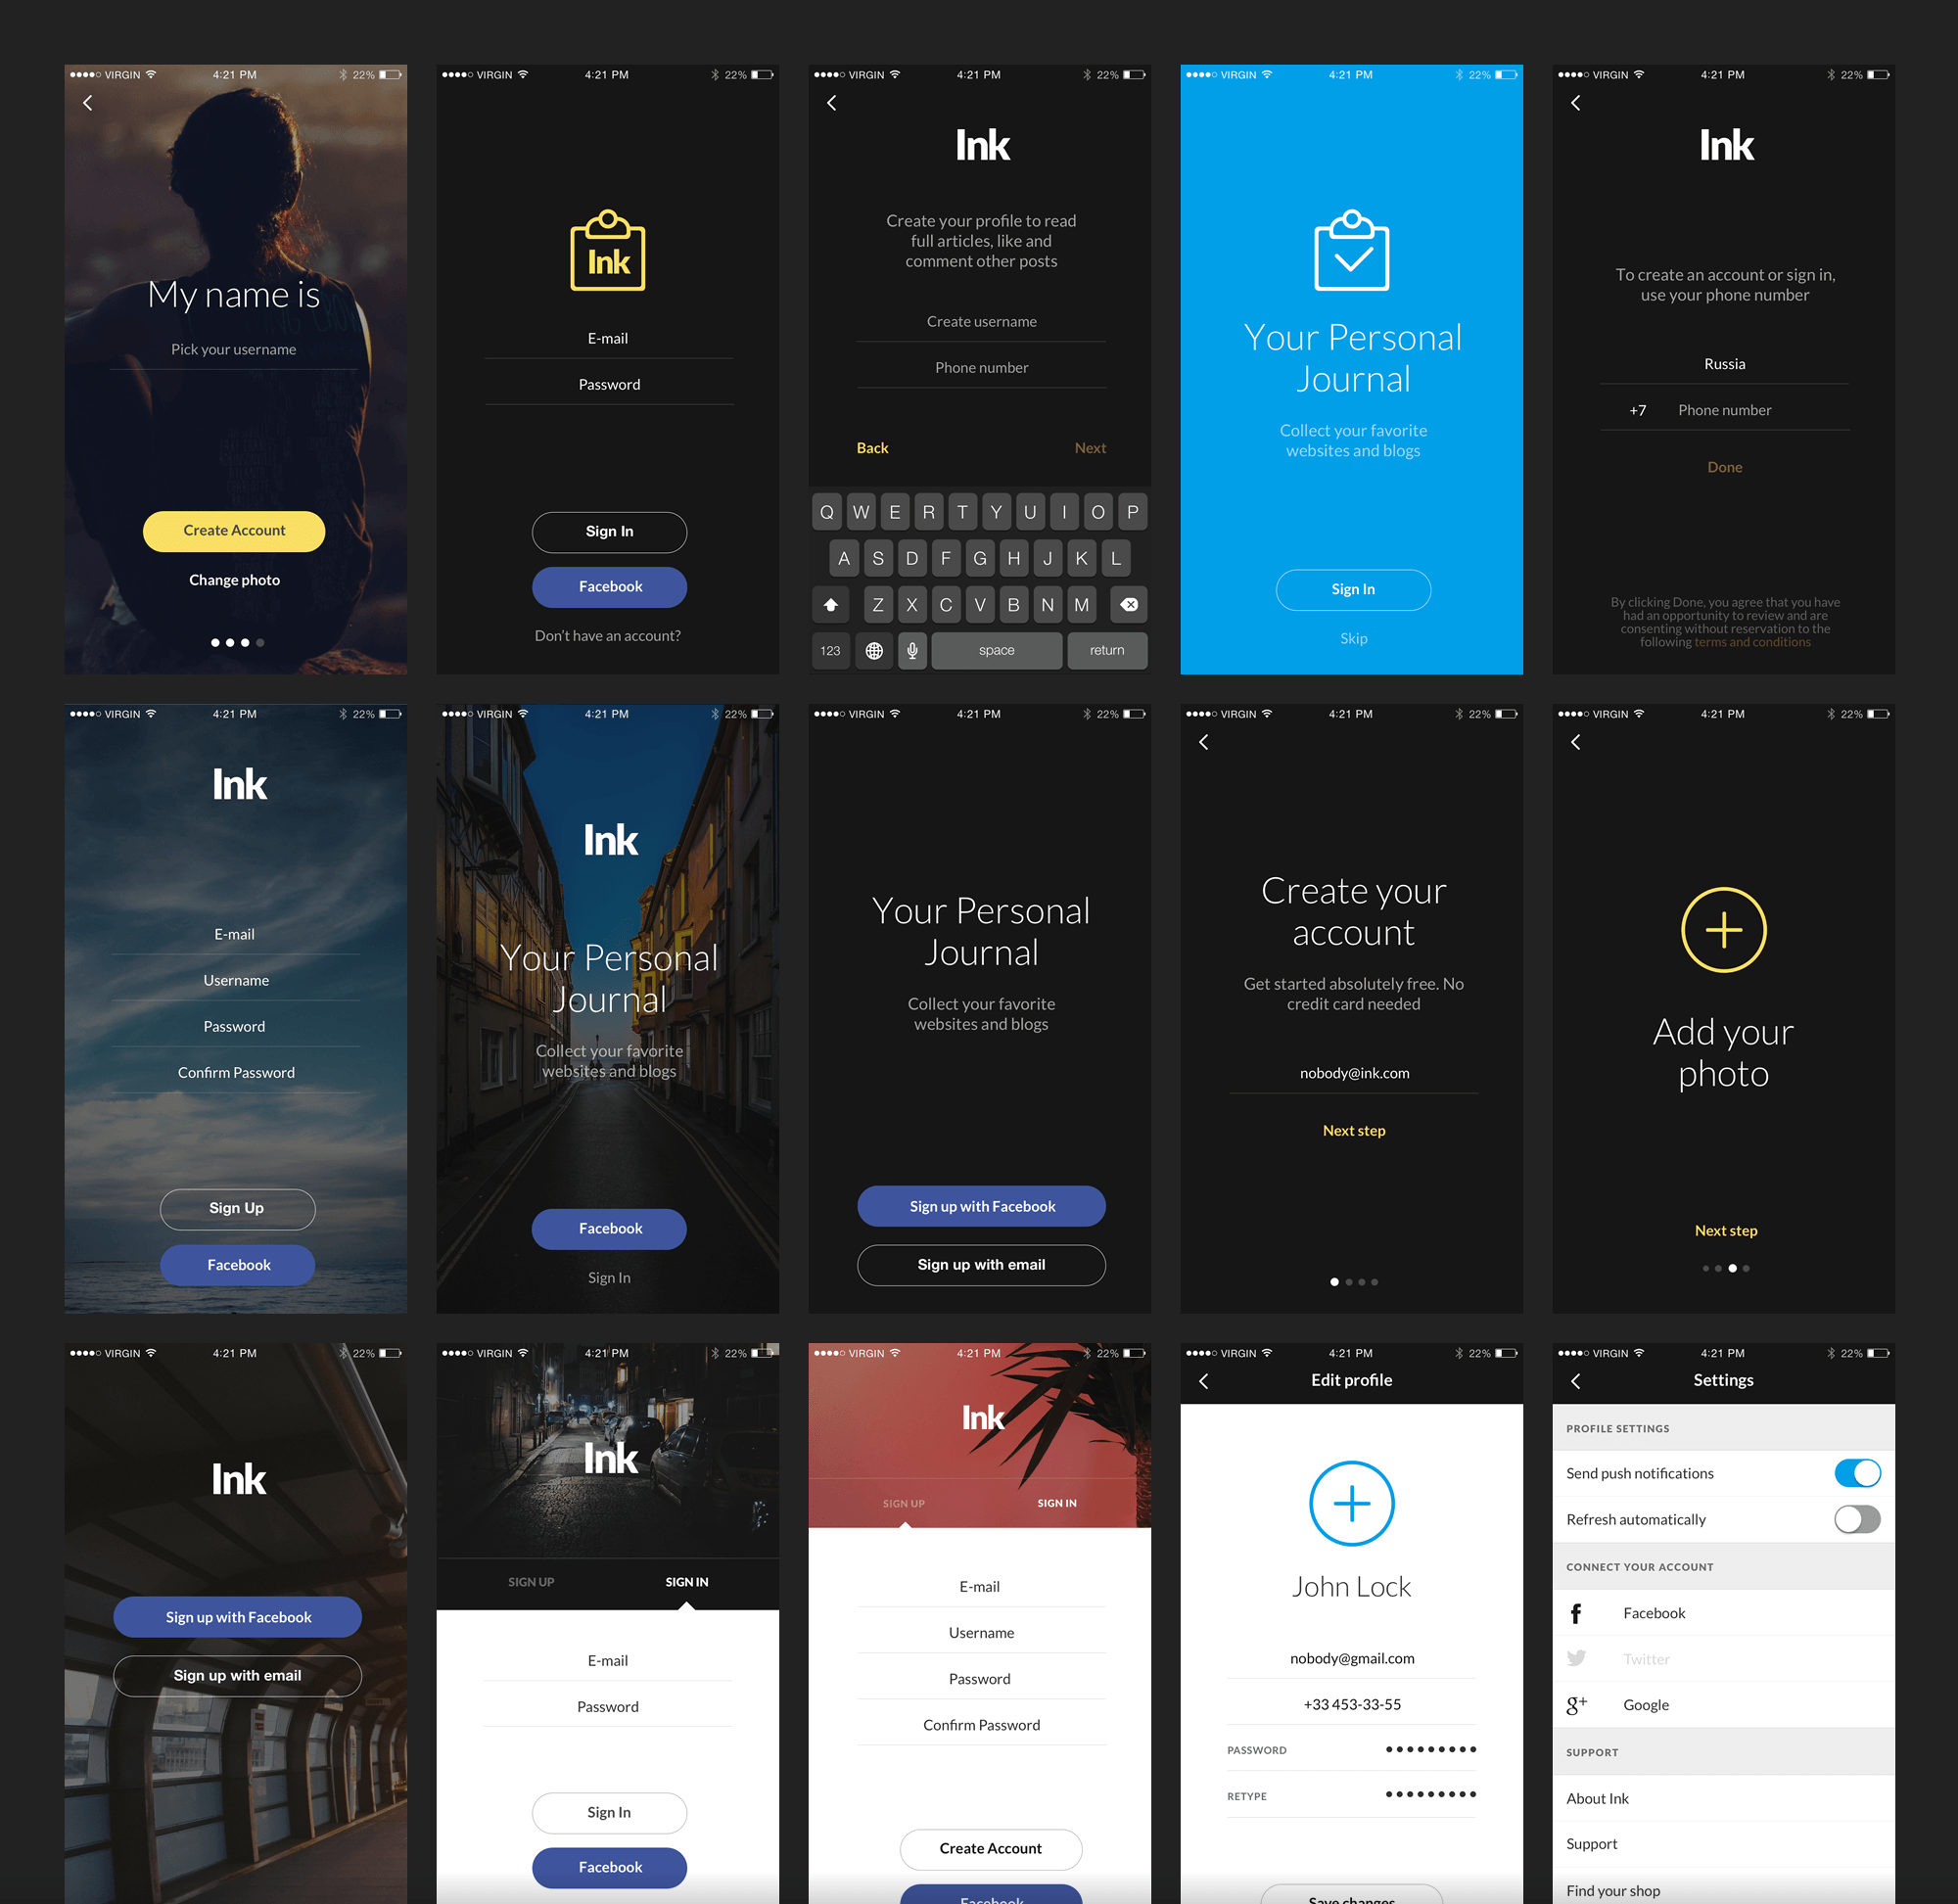 VIRGIN 4:21 PM 22%
My name is
Pick your username
Create Account
Change photo
VIRGIN 4:21 PM 22%
Ink
E-mail
Password
Sign In
Facebook
Don't have an account?
VIRGIN 4:21 PM 22%
Ink
Create your profile to read
full articles, like and
comment other posts
Create username
Phone number
Back Next
Q W E R T Y U I O P
A S D F G H J K L
Z X C V B N M
123 space return
VIRGIN 4:21 PM 22%
Your Personal
Journal
Collect your favorite
websites and blogs
Sign In
Skip
VIRGIN 4:21 PM 22%
Ink
To create an account or sign in,
use your phone number
Russia
+7 Phone number
Done
By clicking Done, you agree that you have
had an opportunity to review and are
consenting without reservation to the
following terms and conditions
VIRGIN 4:21 PM 22%
Ink
E-mail
Username
Password
Confirm Password
Sign Up
Facebook
VIRGIN 4:21 PM 22%
Ink
Your Personal
Journal
Collect your favorite
websites and blogs
Facebook
Sign In
VIRGIN 4:21 PM 22%
Your Personal
Journal
Collect your favorite
websites and blogs
Sign up with Facebook
Sign up with email
VIRGIN 4:21 PM 22%
Create your
account
Get started absolutely free. No
credit card needed
nobody@ink.com
Next step
VIRGIN 4:21 PM 22%
Add your
photo
Next step
VIRGIN 4:21 PM 22%
Ink
Sign up with Facebook
Sign up with email
VIRGIN 4:21 PM 22%
Ink
SIGN UP SIGN IN
E-mail
Password
Sign In
Facebook
VIRGIN 4:21 PM 22%
Ink
SIGN UP SIGN IN
E-mail
Username
Password
Confirm Password
Create Account
Facebook
VIRGIN 4:21 PM 22%
Edit profile
John Lock
nobody@gmail.com
+33 453-33-55
PASSWORD •••••••••
RETYPE •••••••••
Save changes
VIRGIN 4:21 PM 22%
Settings
PROFILE SETTINGS
Send push notifications
Refresh automatically
CONNECT YOUR ACCOUNT
f Facebook
Twitter
g+ Google
SUPPORT
About Ink
Support
Find your shop